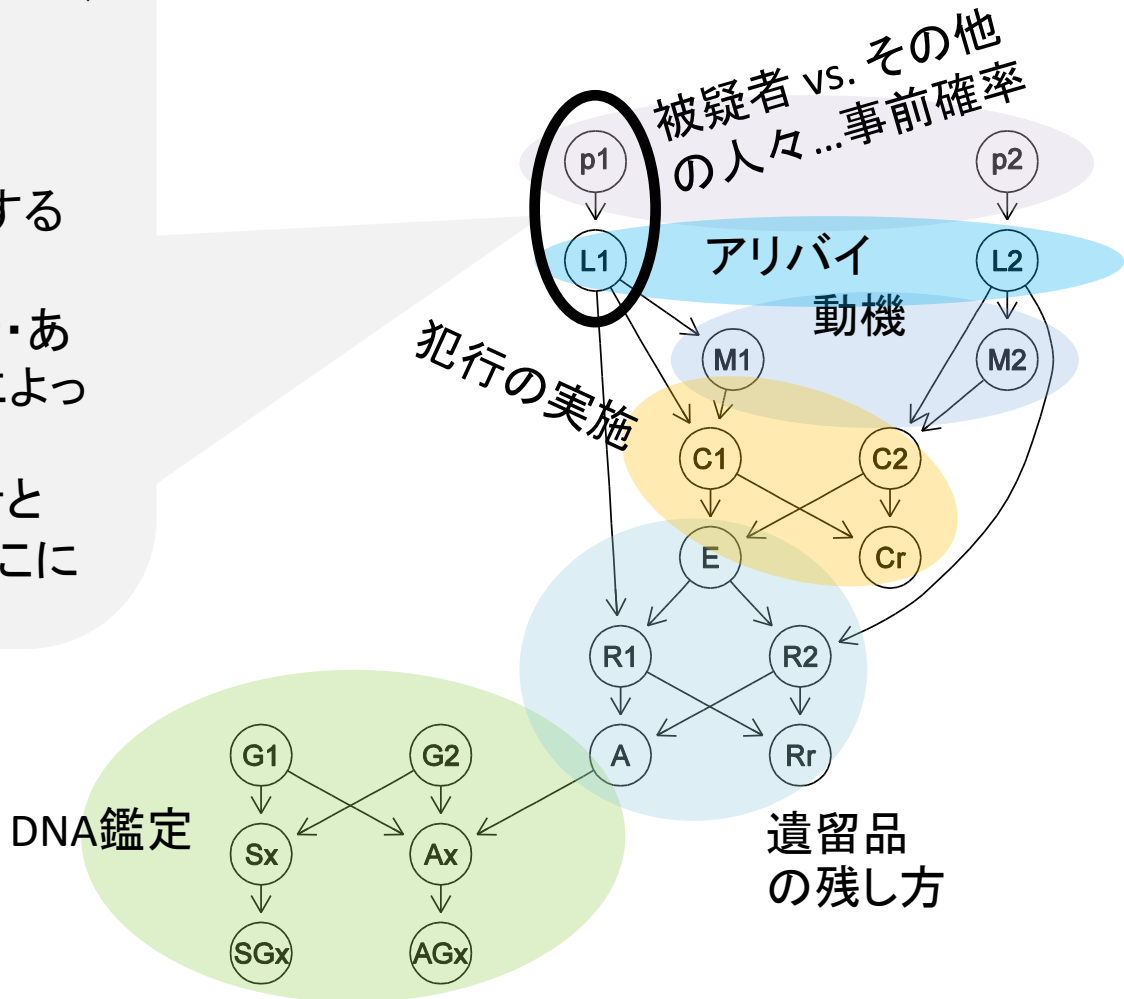 する
・あ
によっ
と
こに
被疑者 vs. その他
の人々…事前確率
p1
p2
L1
アリバイ
L2
動機
犯行の実施
M1
M2
C1
C2
E
Cr
R1
R2
G1
G2
A
Rr
DNA鑑定
Sx
Ax
遺留品
の残し方
SGx
AGx